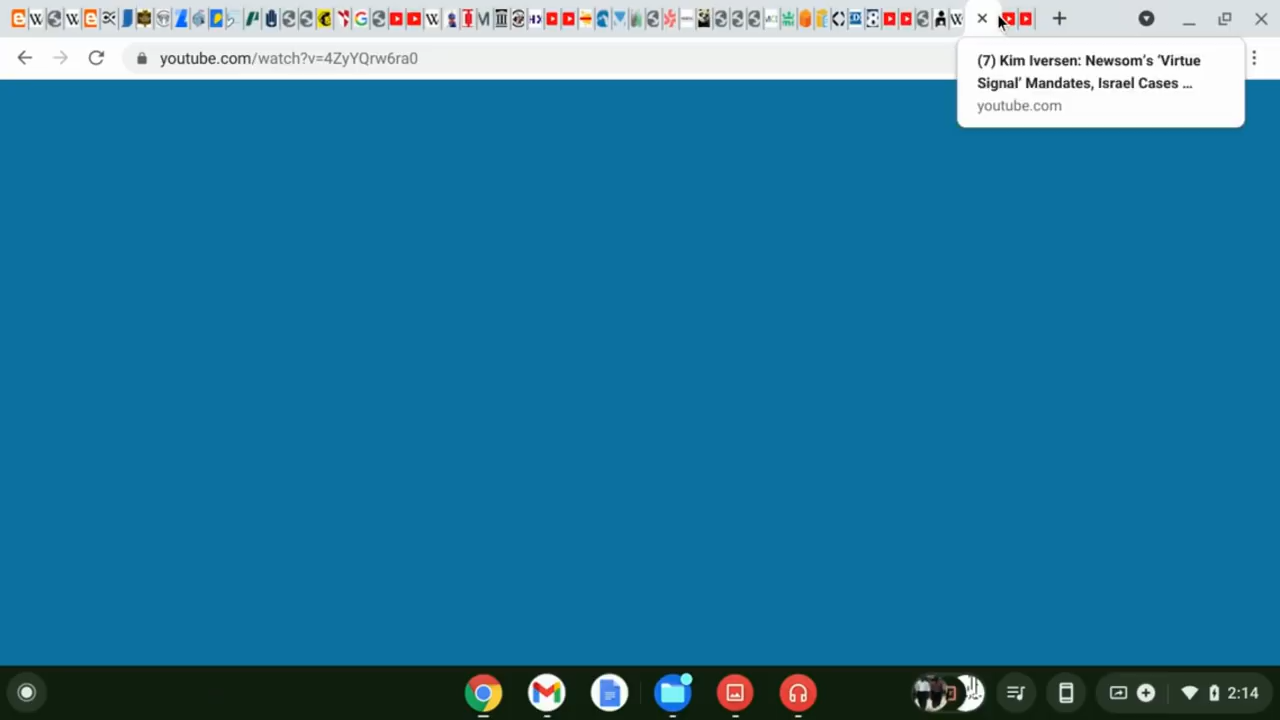 youtube.com/watch?v=4ZyYQrw6ra0
(7) Kim Iversen: Newsom's 'Virtue
Signal' Mandates, Israel Cases ...
youtube.com
2:14